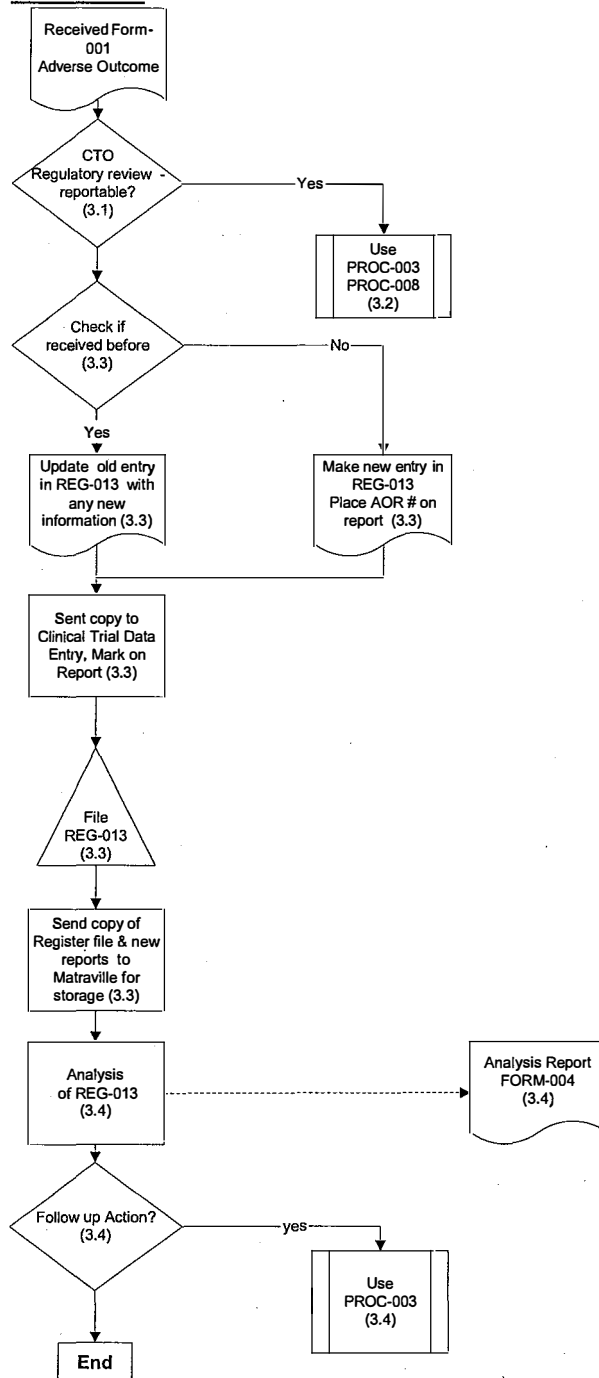 Received Form-
001
Adverse Outcome
CTO
Regulatory review -
reportable?
(3.1)
Yes
Use
PROC-003
PROC-008
(3.2)
Check if
received before
(3.3)
No
Yes
Update old entry
in REG-013 with
any new
information (3.3)
Make new entry in
REG-013
Place AOR # on
report (3.3)
Sent copy to
Clinical Trial Data
Entry, Mark on
Report (3.3)
File
REG-013
(3.3)
Send copy of
Register file & new
reports to
Matraville for
storage (3.3)
Analysis
of REG-013
(3.4)
Analysis Report
FORM-004
(3.4)
Follow up Action?
(3.4)
yes
Use
PROC-003
(3.4)
End